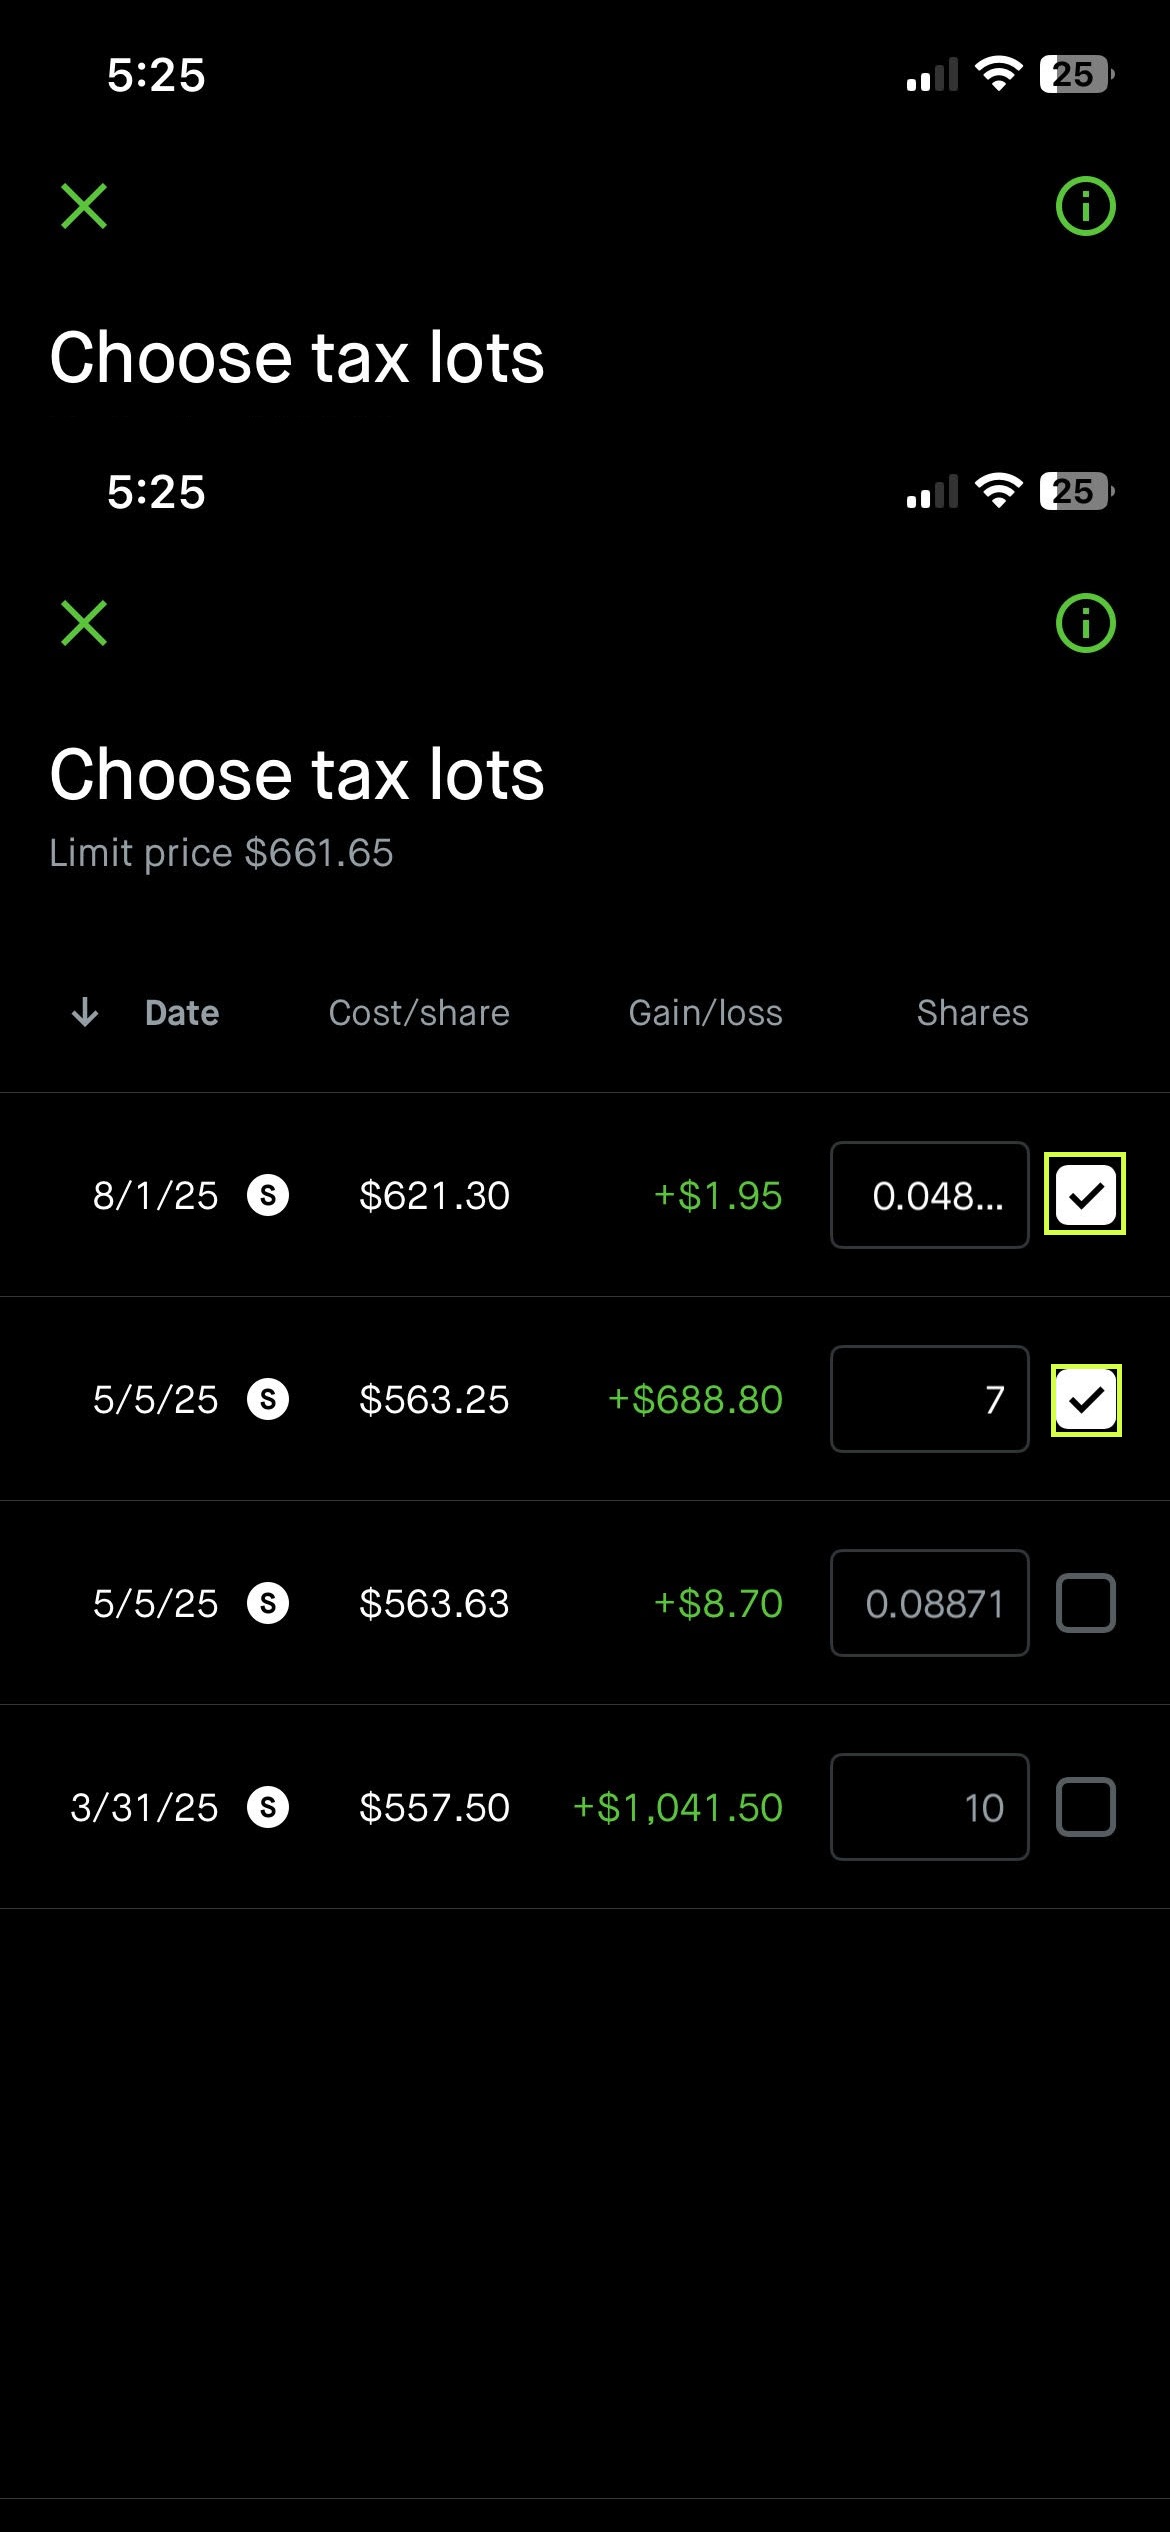 5:25 25
Choose tax lots
5:25 25
Choose tax lots
Limit price $661.65
Date Cost/share Gain/loss Shares
8/1/25 S $621.30 +$1.95 0.048...
5/5/25 S $563.25 +$688.80 7
5/5/25 S $563.63 +$8.70 0.08871
3/31/25 S $557.50 +$1,041.50 10